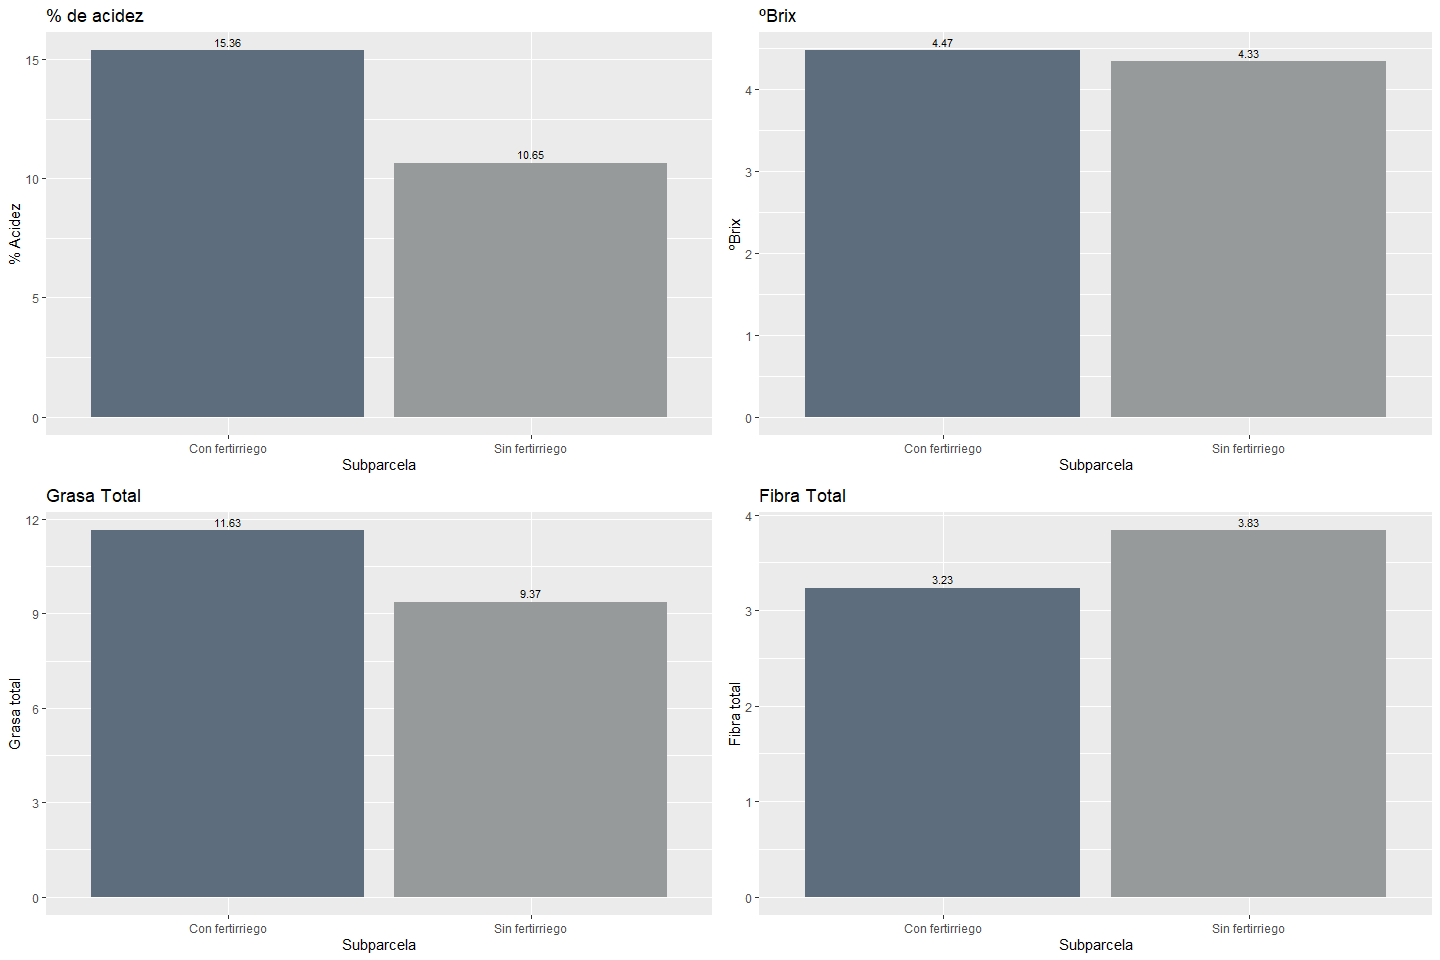 % de acidez
15.36
10.65
15
10
5
0
% Acidez
Con fertirriego
Sin fertirriego
Subparcela
ºBrix
4.47
4.33
4
3
2
1
0
ºBrix
Con fertirriego
Sin fertirriego
Subparcela
Grasa Total
11.63
9.37
12
9
6
3
0
Grasa total
Con fertirriego
Sin fertirriego
Subparcela
Fibra Total
3.23
3.83
4
3
2
1
0
Fibra total
Con fertirriego
Sin fertirriego
Subparcela